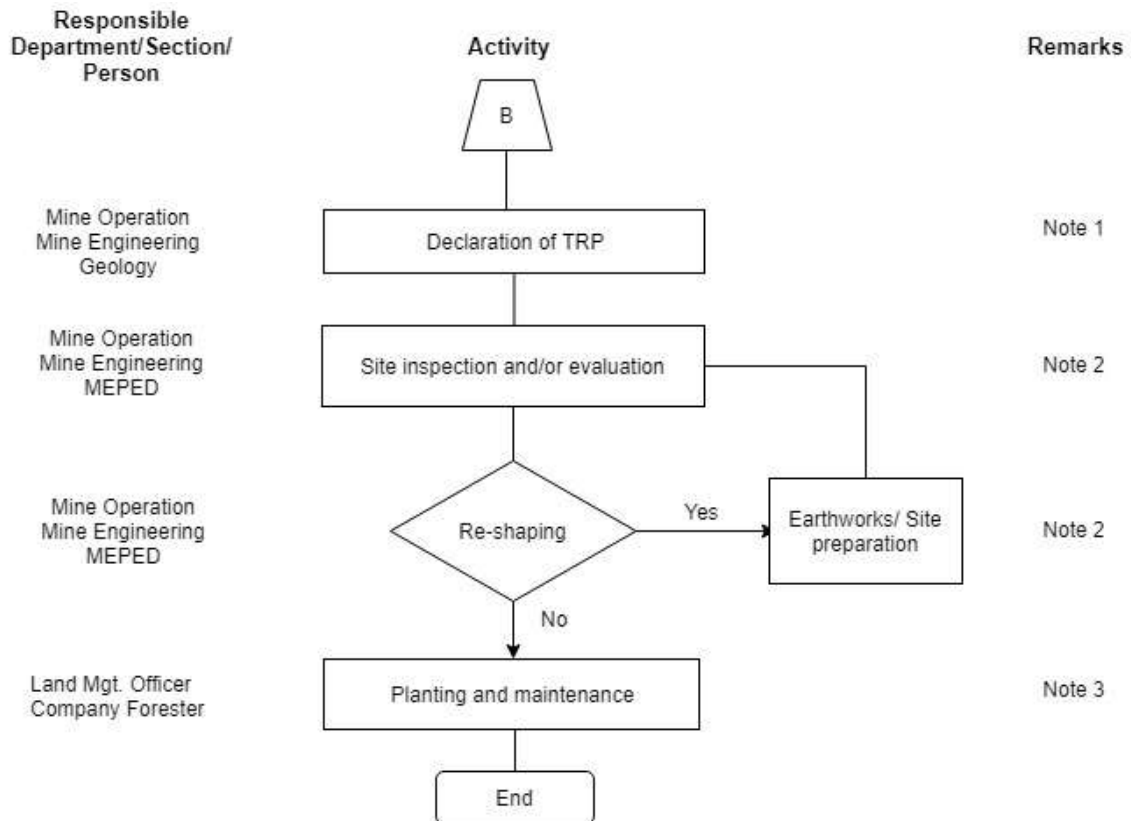 Responsible
Department/Section/
Person
Activity
Remarks
B
Mine Operation
Mine Engineering
Geology
Declaration of TRP
Note 1
Mine Operation
Mine Engineering
MEPED
Site inspection and/or evaluation
Note 2
Mine Operation
Mine Engineering
MEPED
Re-shaping
Yes
Earthworks/ Site
preparation
Note 2
No
Land Mgt. Officer
Company Forester
Planting and maintenance
Note 3
End